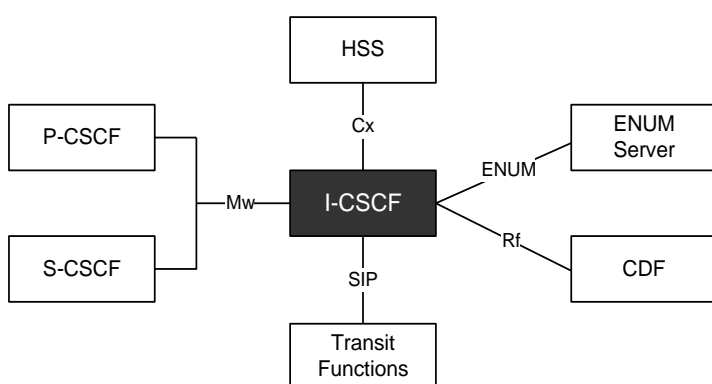 HSS
Cx
P-CSCF
ENUM
Server
ENUM
I-CSCF
Mw
Rf
S-CSCF
SIP
CDF
Transit
Functions